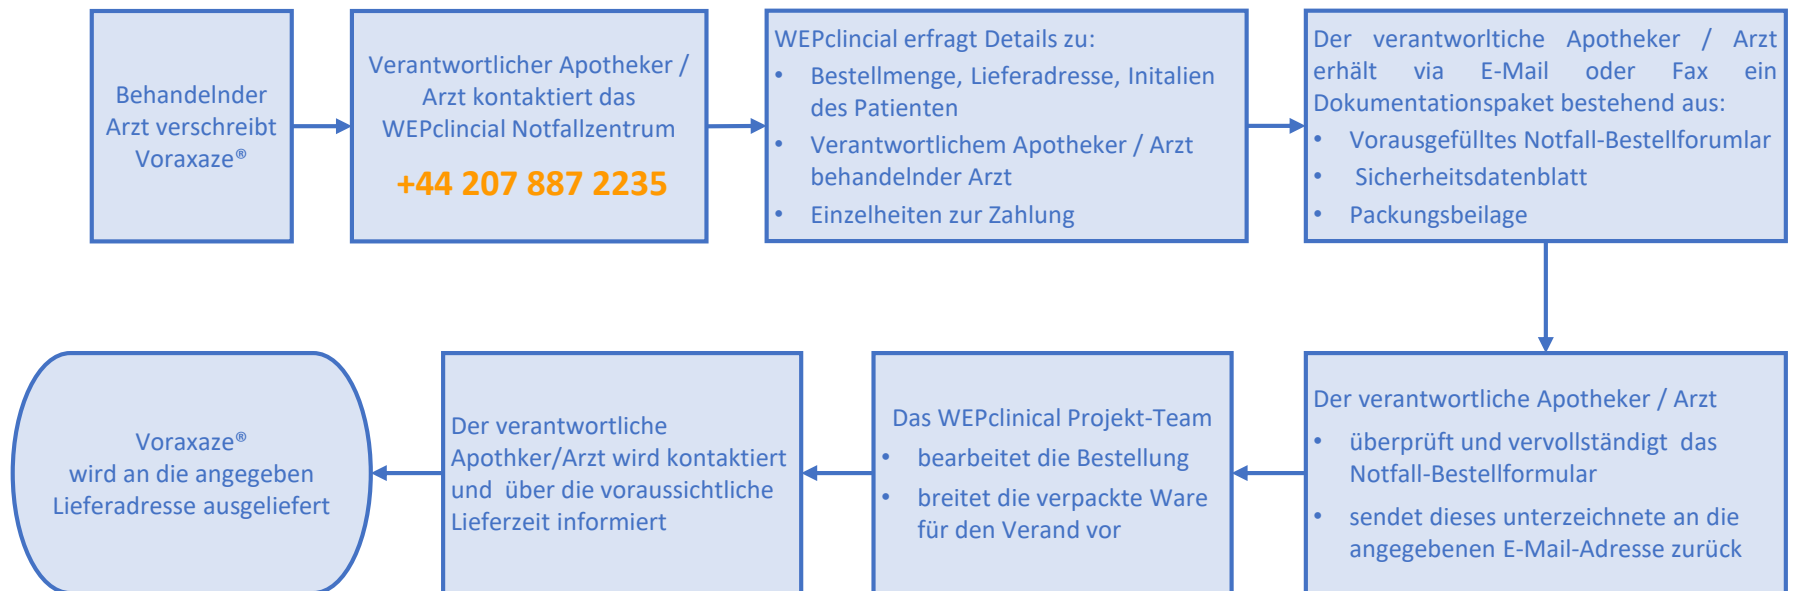 Behandelnder
Arzt verschreibt
Voraxaze®
Verantwortlicher Apotheker /
Arzt kontaktiert das
WEPclincial Notfallzentrum
+44 207 887 2235
WEPclincial erfragt Details zu:
• Bestellmenge, Lieferadresse, Initalien
des Patienten
• Verantwortlichem Apotheker / Arzt
behandelnder Arzt
• Einzelheiten zur Zahlung
Der verantworltiche Apotheker / Arzt
erhält via E-Mail oder Fax ein
Dokumentationspaket bestehend aus:
• Vorausgefülltes Notfall-Bestellforumlar
• Sicherheitsdatenblatt
• Packungsbeilage
Der verantwortliche Apotheker / Arzt
• überprüft und vervollständigt das
Notfall-Bestellformular
• sendet dieses unterzeichnete an die
angegebenen E-Mail-Adresse zurück
Das WEPclinical Projekt-Team
• bearbeitet die Bestellung
• breitet die verpackte Ware
für den Verand vor
Der verantwortliche
Apothker/Arzt wird kontaktiert
und über die voraussichtliche
Lieferzeit informiert
Voraxaze®
wird an die angegeben
Lieferadresse ausgeliefert